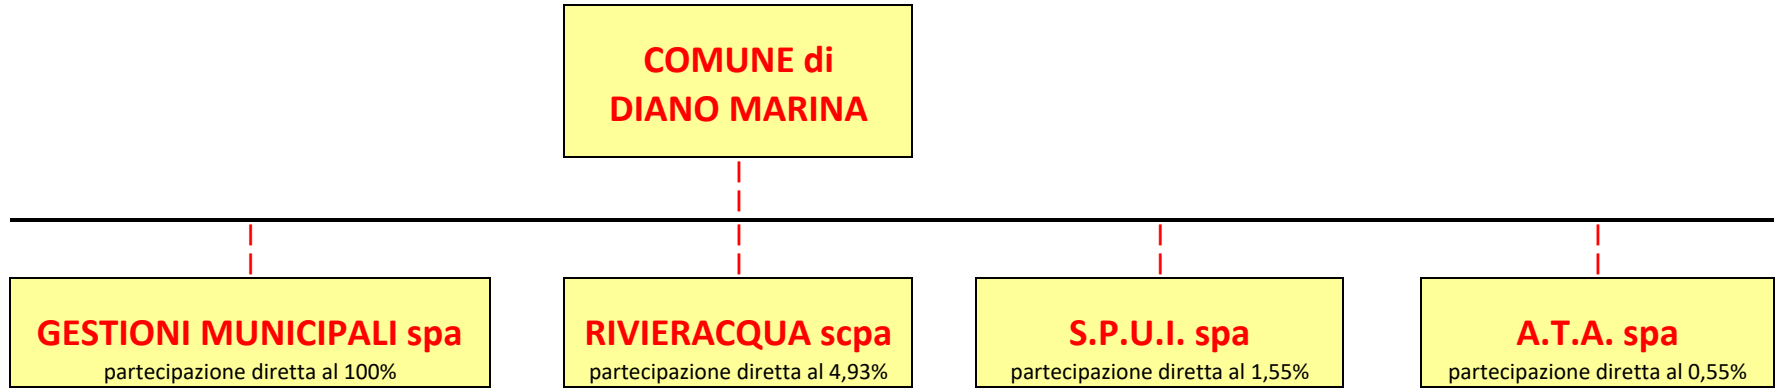 COMUNE di
DIANO MARINA
GESTIONI MUNICIPALI spa
partecipazione diretta al 100%
RIVIERACQUA scpa
partecipazione diretta al 4,93%
S.P.U.I. spa
partecipazione diretta al 1,55%
A.T.A. spa
partecipazione diretta al 0,55%